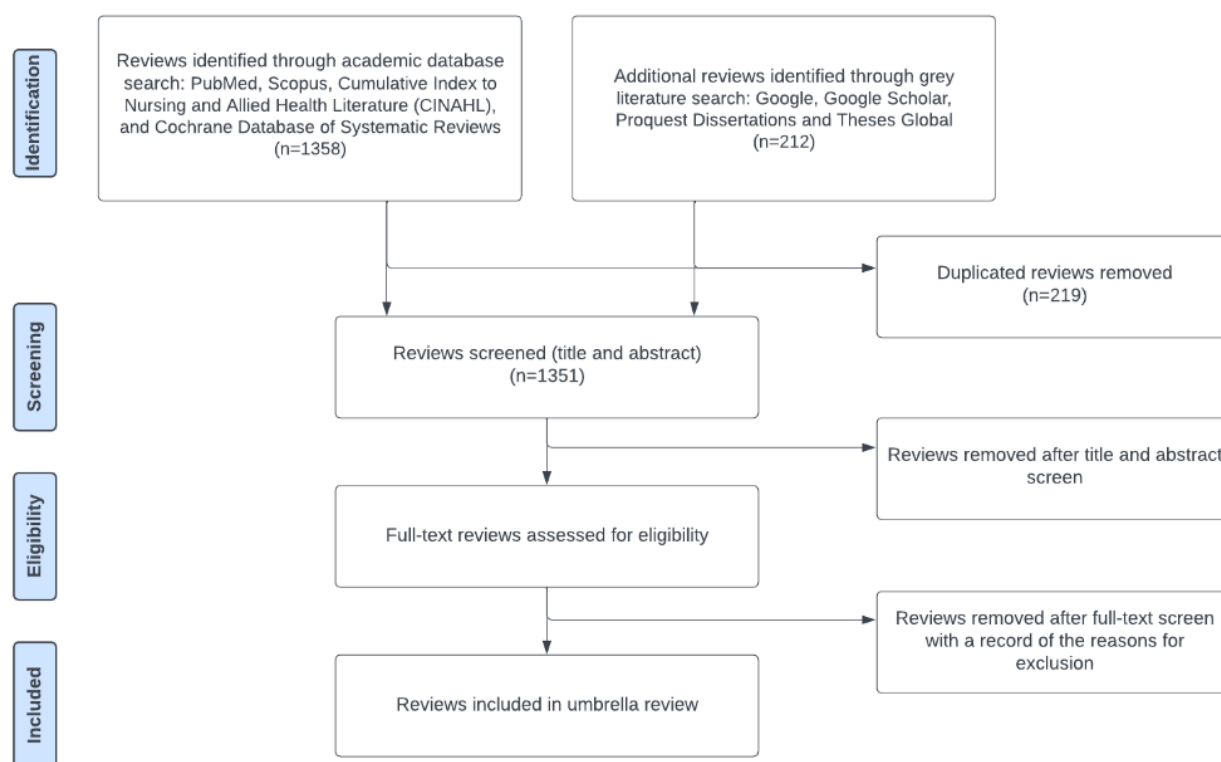 Identification
Reviews identified through academic database
search: PubMed, Scopus, Cumulative Index to
Nursing and Allied Health Literature (CINAHL),
and Cochrane Database of Systematic Reviews
(n=1358)
Additional reviews identified through grey
literature search: Google, Google Scholar,
Proquest Dissertations and Theses Global
(n=212)
Duplicated reviews removed
(n=219)
Screening
Reviews screened (title and abstract)
(n=1351)
Reviews removed after title and abstract
screen
Eligibility
Full-text reviews assessed for eligibility
Reviews removed after full-text screen
with a record of the reasons for
exclusion
Included
Reviews included in umbrella review